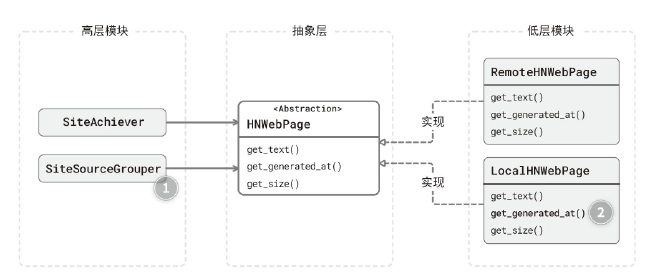 高层模块
抽象层
低层模块
SiteAchiever
SiteSourceGrouper
1
<Abstraction>
HNWebPage
get_text()
get_generated_at()
get_size()
实现
实现
RemoteHNWebPage
get_text()
get_generated_at()
get_size()
LocalHNWebPage
get_text()
get_generated_at()
2
get_size()